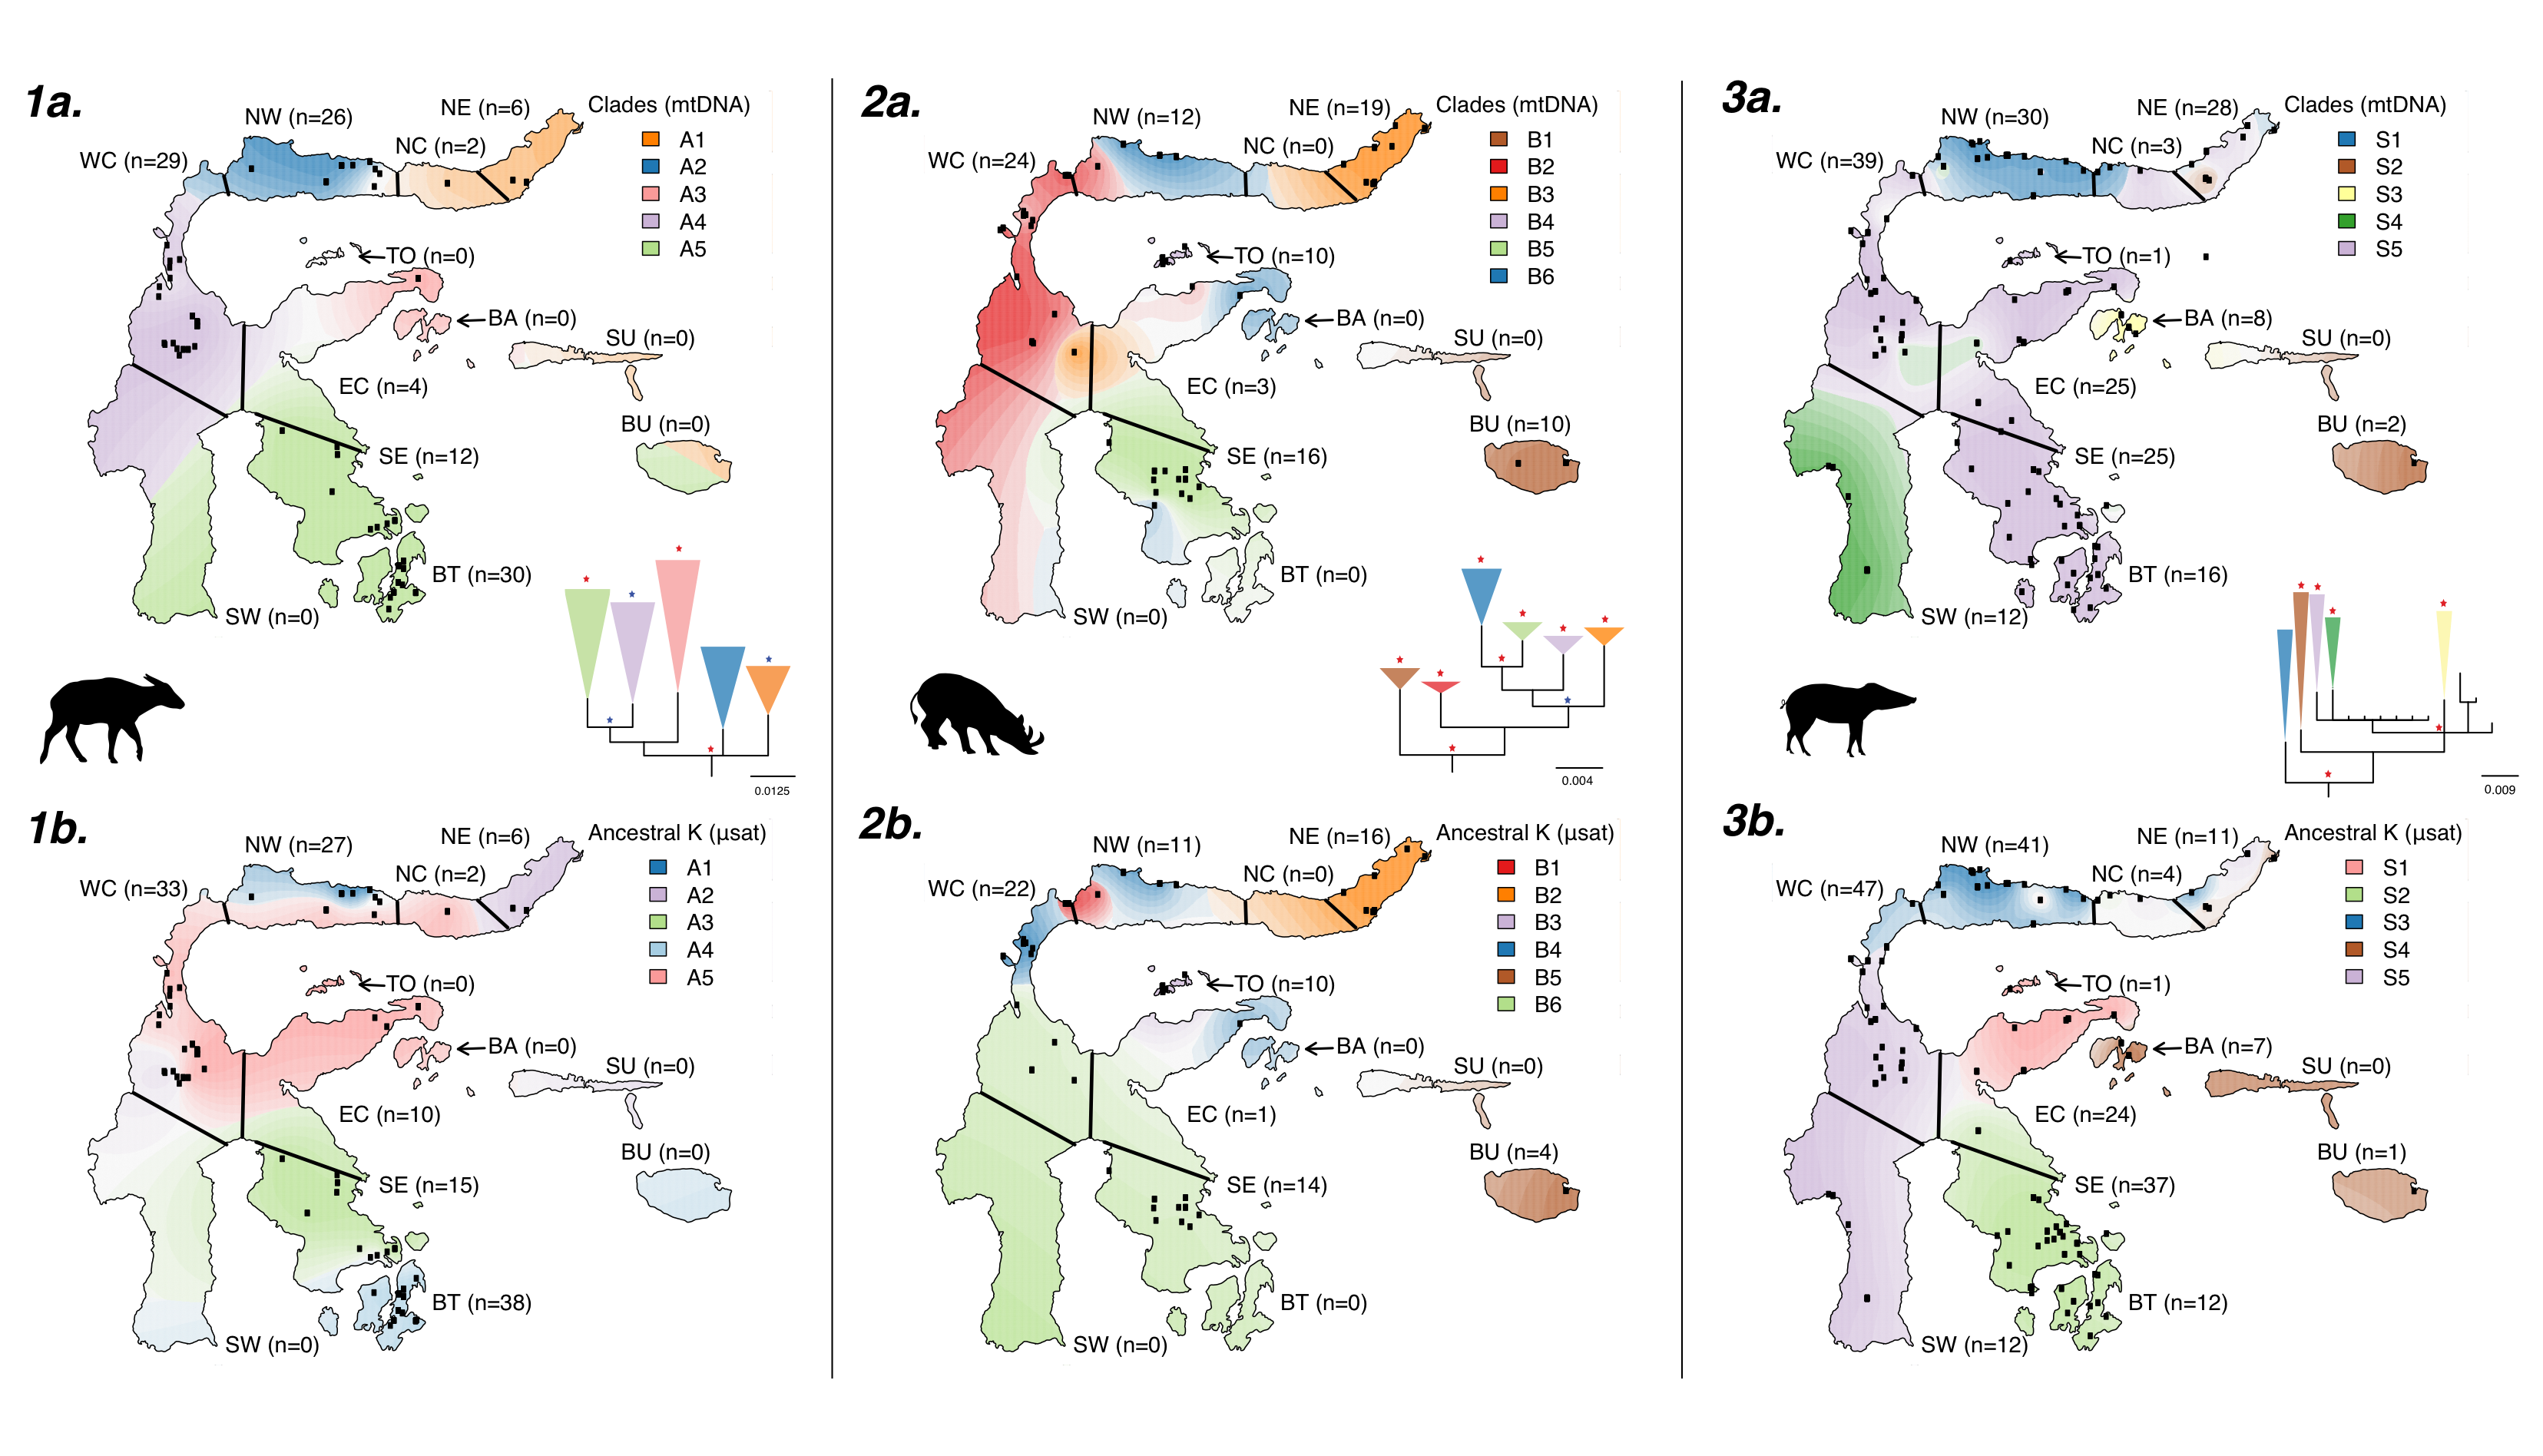 1a.
NW (n=26)
NE (n=6)
NC (n=2)
WC (n=29)
Clades (mtDNA)
A1
A2
A3
A4
A5
TO (n=0)
BA (n=0)
SU (n=0)
EC (n=4)
BU (n=0)
SE (n=12)
BT (n=30)
SW (n=0)
0.0125
2a.
NW (n=12)
NE (n=19)
NC (n=0)
WC (n=24)
Clades (mtDNA)
B1
B2
B3
B4
B5
B6
TO (n=10)
BA (n=0)
SU (n=0)
EC (n=3)
BU (n=10)
SE (n=16)
BT (n=0)
SW (n=0)
0.004
3a.
NW (n=30)
NE (n=28)
NC (n=3)
WC (n=39)
Clades (mtDNA)
S1
S2
S3
S4
S5
TO (n=1)
BA (n=8)
SU (n=0)
EC (n=25)
BU (n=2)
SE (n=25)
BT (n=16)
SW (n=12)
0.009
1b.
NW (n=27)
NE (n=6)
NC (n=2)
WC (n=33)
Ancestral K (µsat)
A1
A2
A3
A4
A5
TO (n=0)
BA (n=0)
SU (n=0)
EC (n=10)
BU (n=0)
SE (n=15)
BT (n=38)
SW (n=0)
2b.
NW (n=11)
NE (n=16)
NC (n=0)
WC (n=22)
Ancestral K (µsat)
B1
B2
B3
B4
B5
B6
TO (n=10)
BA (n=0)
SU (n=0)
EC (n=1)
BU (n=4)
SE (n=14)
BT (n=0)
SW (n=0)
3b.
NW (n=41)
NE (n=11)
NC (n=4)
WC (n=47)
Ancestral K (µsat)
S1
S2
S3
S4
S5
TO (n=1)
BA (n=7)
SU (n=0)
EC (n=24)
BU (n=1)
SE (n=37)
BT (n=12)
SW (n=12)